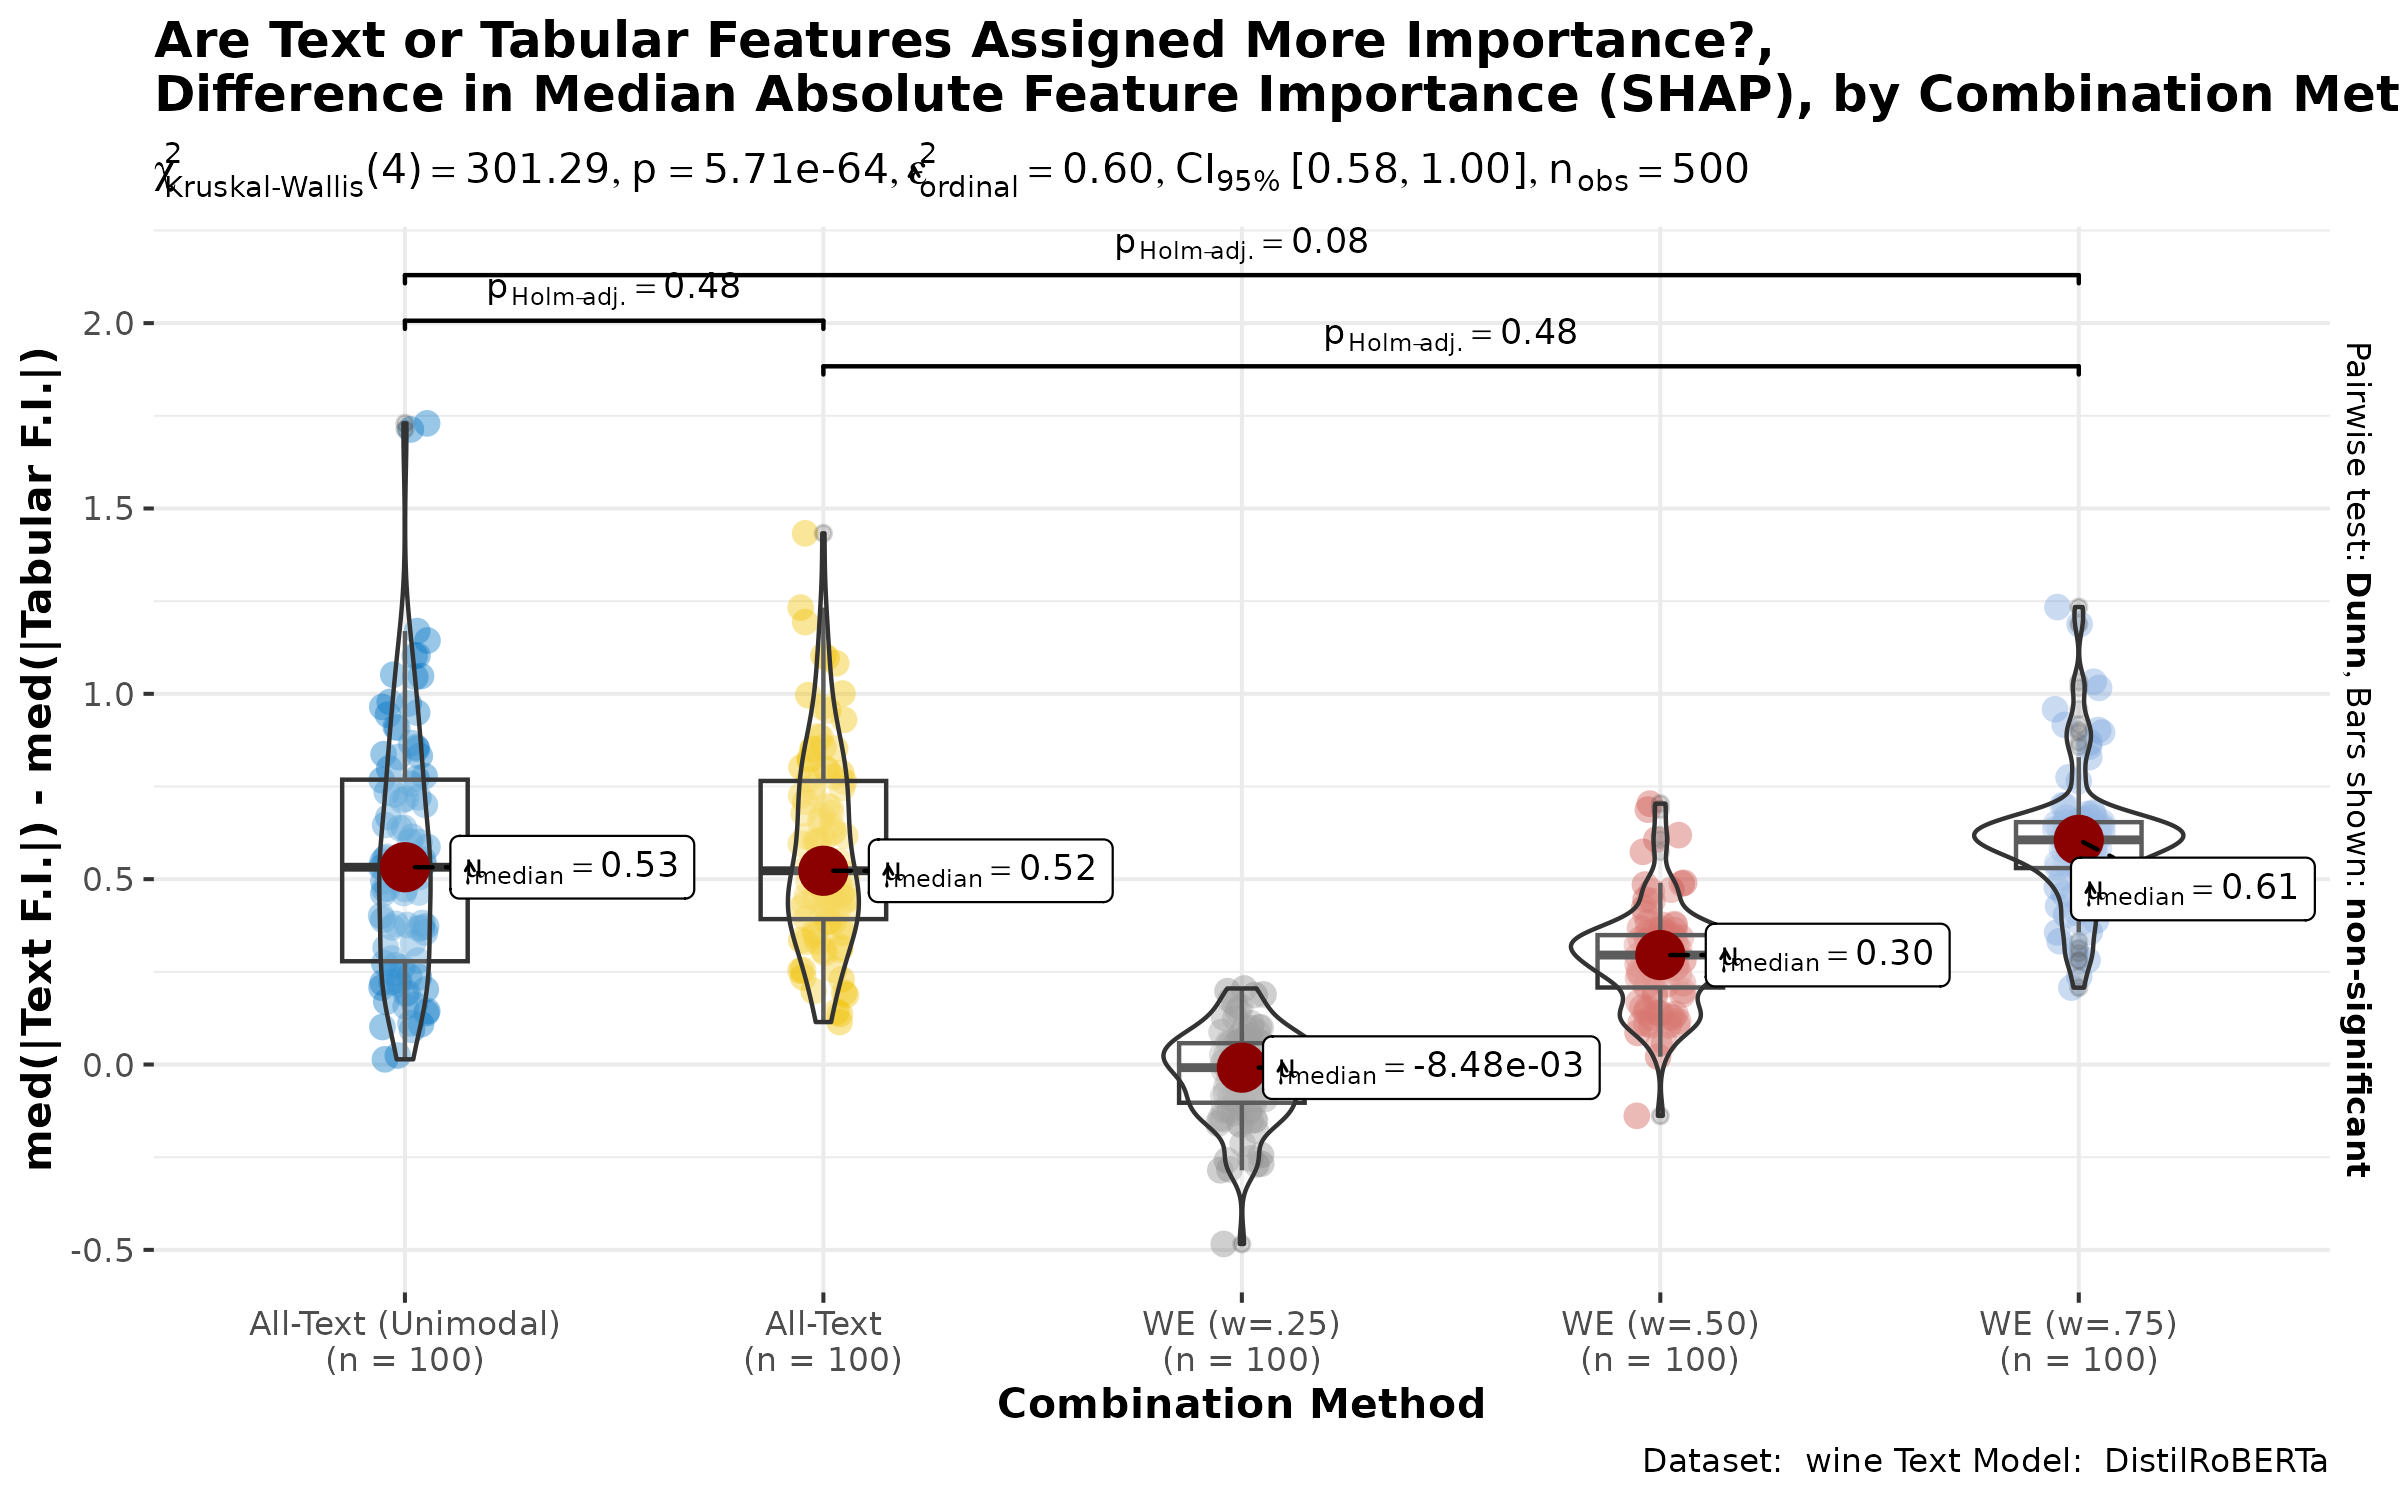 Are Text or Tabular Features Assigned More Importance?,
Difference in Median Absolute Feature Importance (SHAP), by Combination Met
χ²Kruskal-Wallis(4) = 301.29, p = 5.71e-64, ε²ordinal = 0.60, CI95% [0.58, 1.00], nobs = 500
pHolm-adj. = 0.08
pHolm-adj. = 0.48
pHolm-adj. = 0.48
med(|Text F.I.|) - med(|Tabular F.I.|)
2.0
1.5
1.0
0.5
0.0
-0.5
μ̂median = 0.53
μ̂median = 0.52
μ̂median = -8.48e-03
μ̂median = 0.30
μ̂median = 0.61
Pairwise test: Dunn, Bars shown: non-significant
All-Text (Unimodal)
(n = 100)
All-Text
(n = 100)
WE (w=.25)
(n = 100)
WE (w=.50)
(n = 100)
WE (w=.75)
(n = 100)
Combination Method
Dataset:  wine Text Model:  DistilRoBERTa